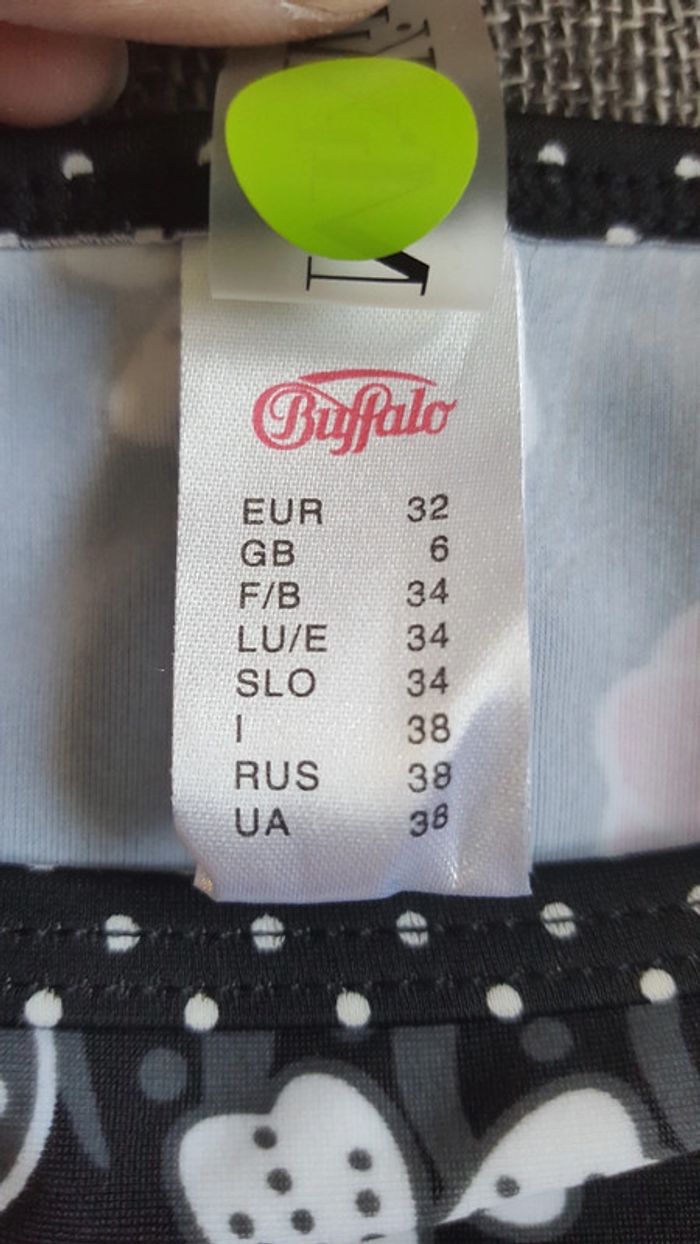 Buffalo
EUR 32
GB 6
F/B 34
LU/E 34
SLO 34
I 38
RUS 38
UA 38